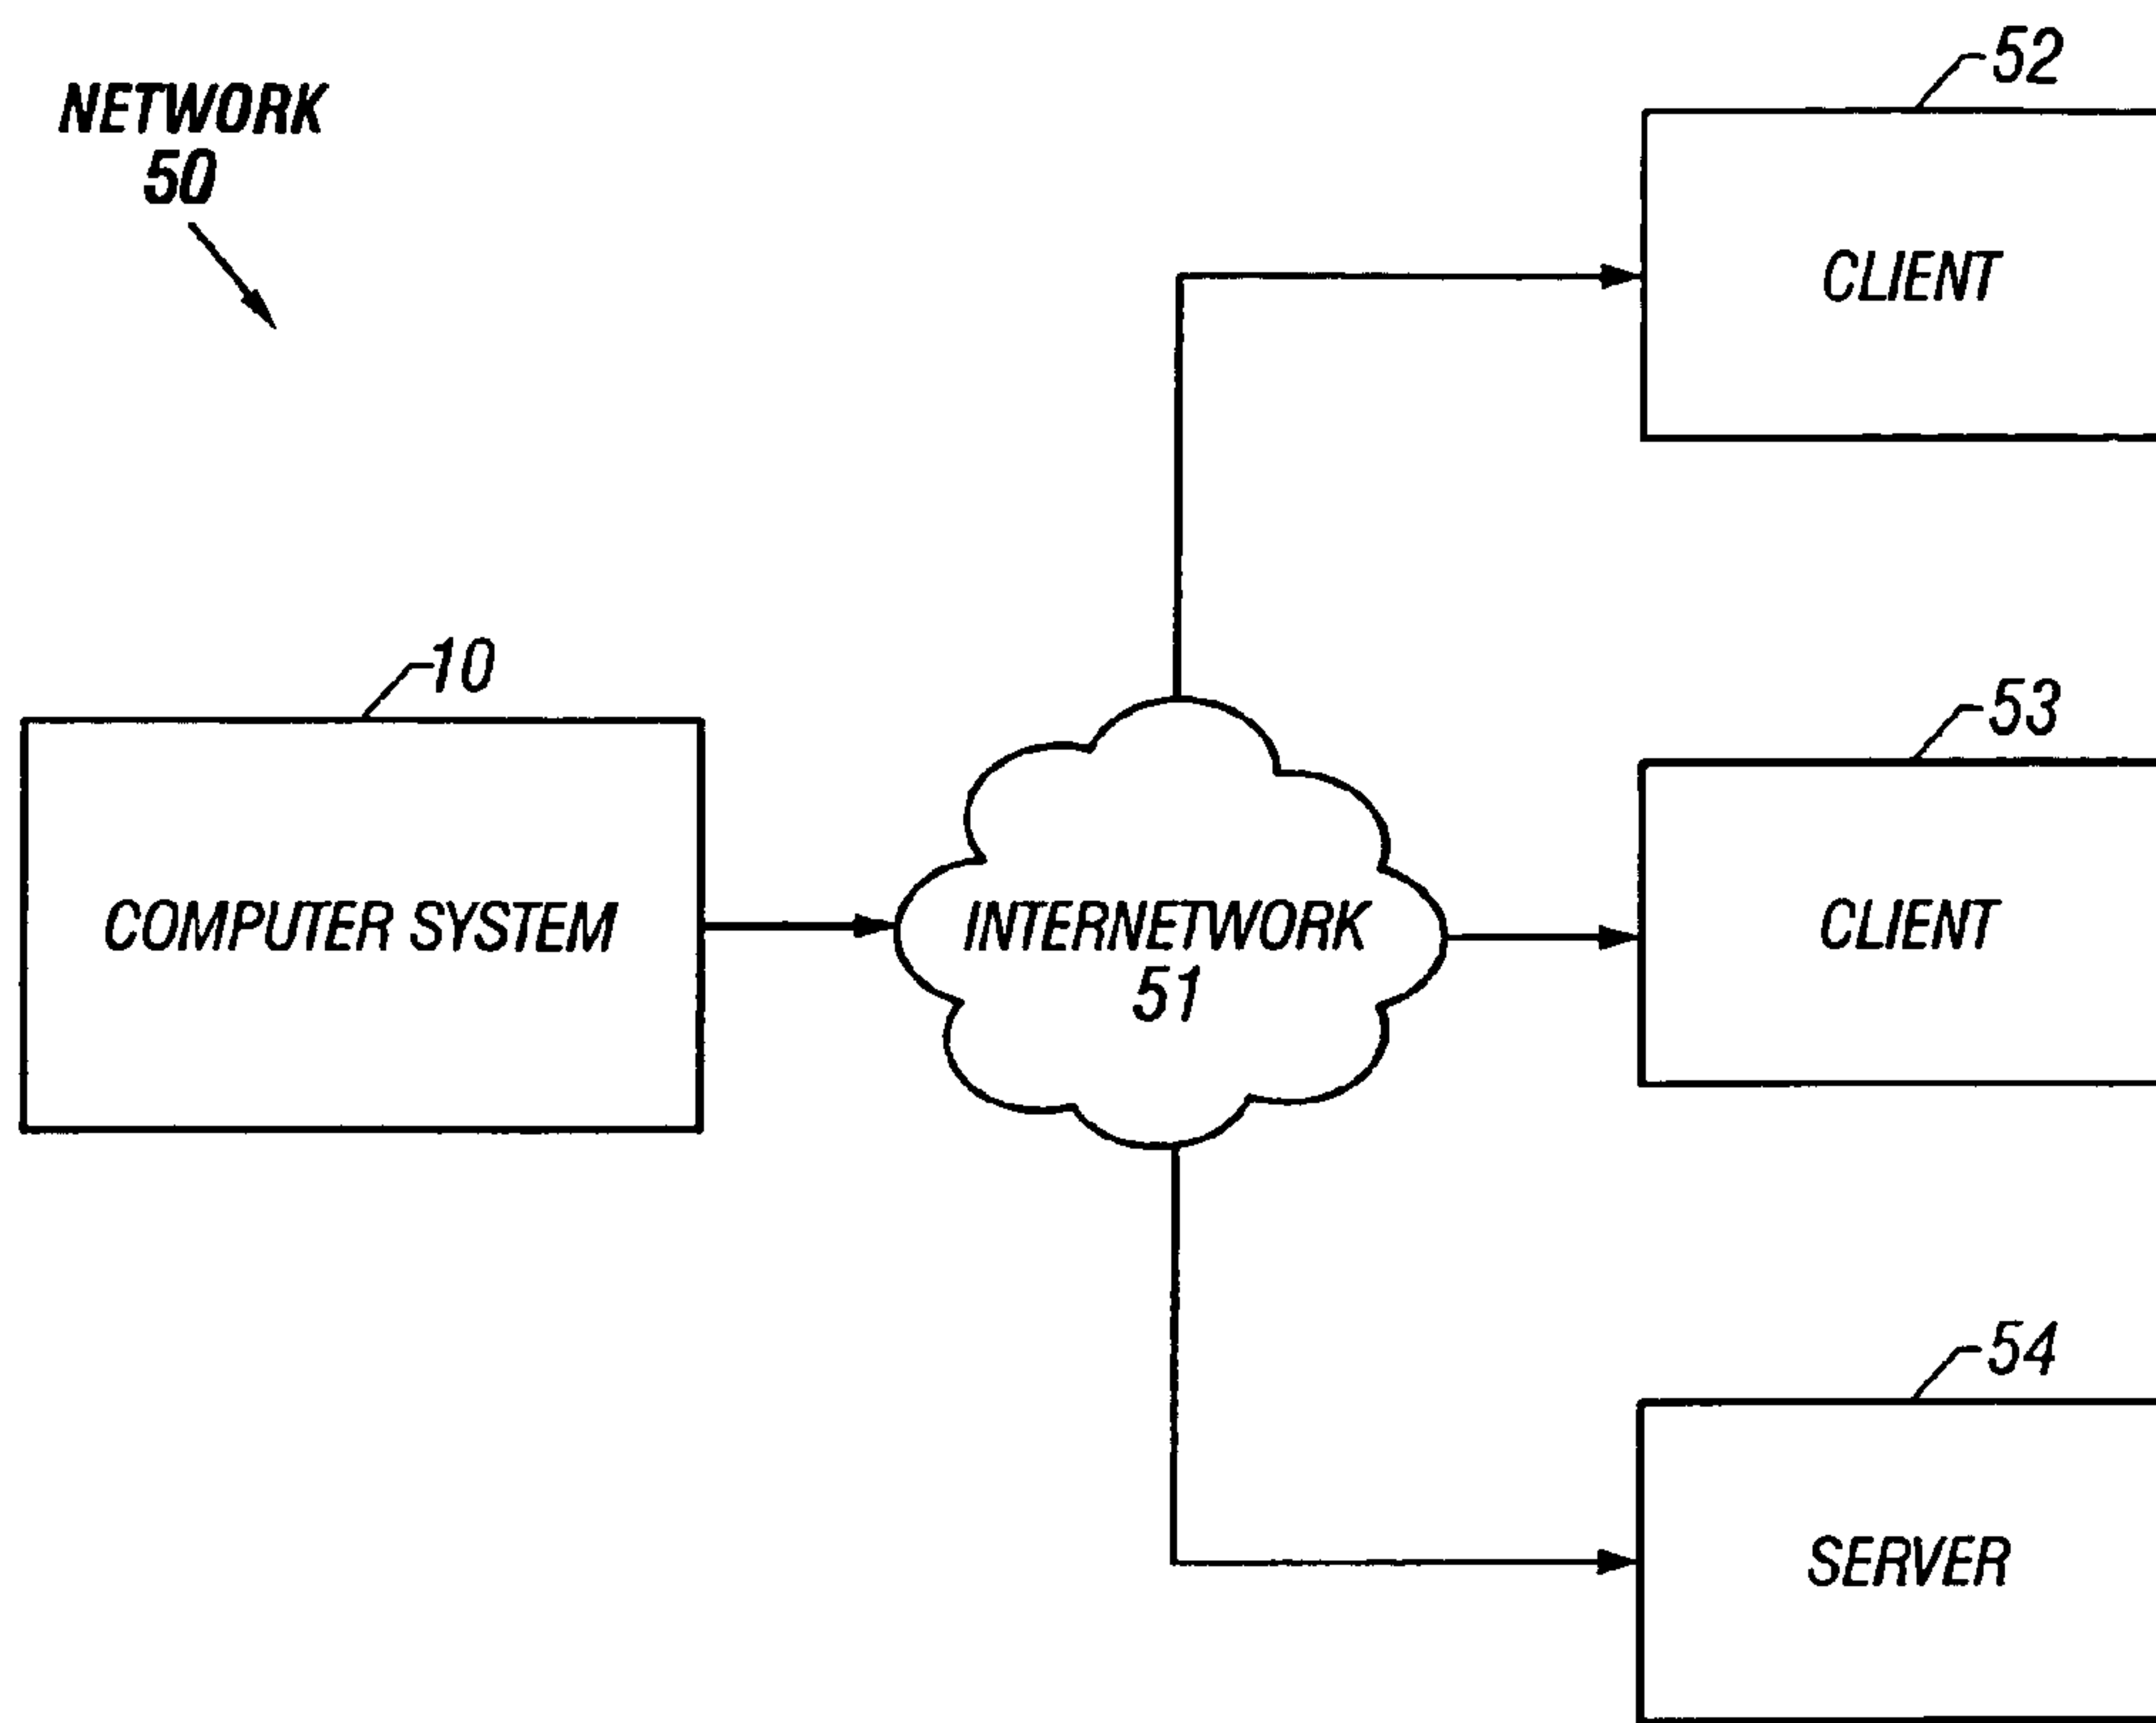 NETWORK
50
52
CLIENT
10
COMPUTER SYSTEM
INTERNETWORK
51
53
CLIENT
54
SERVER